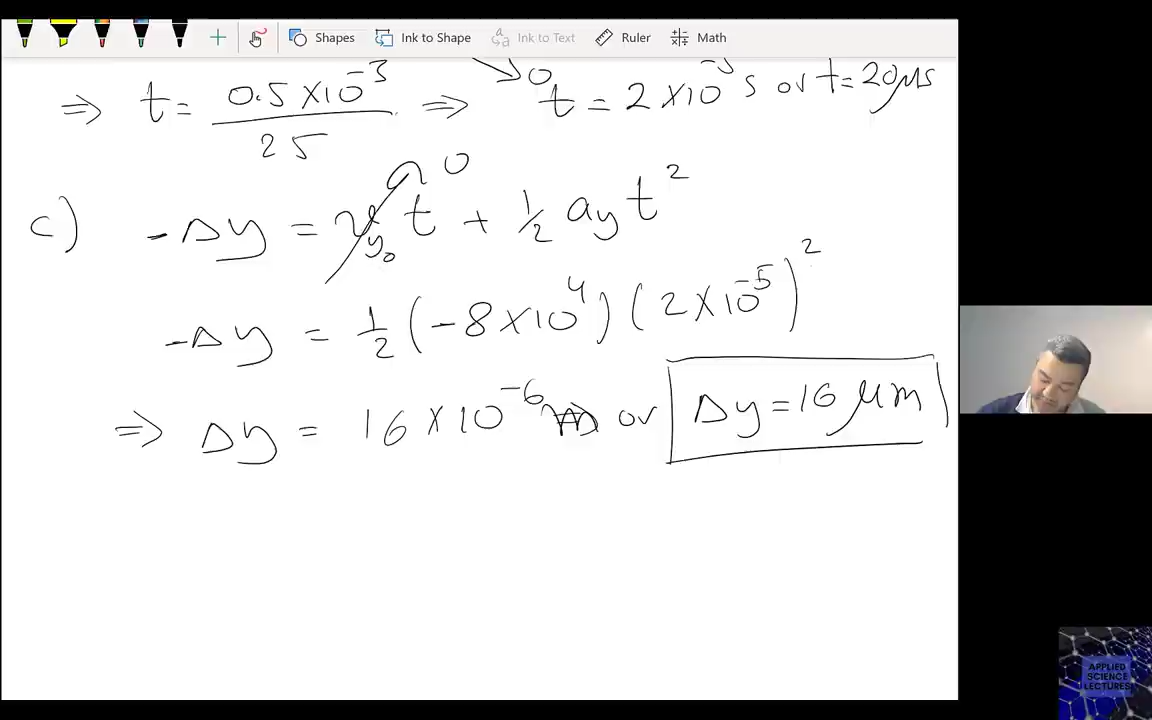 Shapes Ink to Shape Ink to Text Ruler Math
⇒ t = 0.5 × 10⁻³ / 25 ⇒ t = 2 × 10⁻⁵ s or t = 20 μs
0
c) -Δy = v_y₀ t + ½ a_y t²
0
-Δy = ½ (-8 × 10⁴) (2 × 10⁻⁵)²
⇒ Δy = 16 × 10⁻⁶ m or Δy = 16 μm
APPLIED
SCIENCE
LECTURES